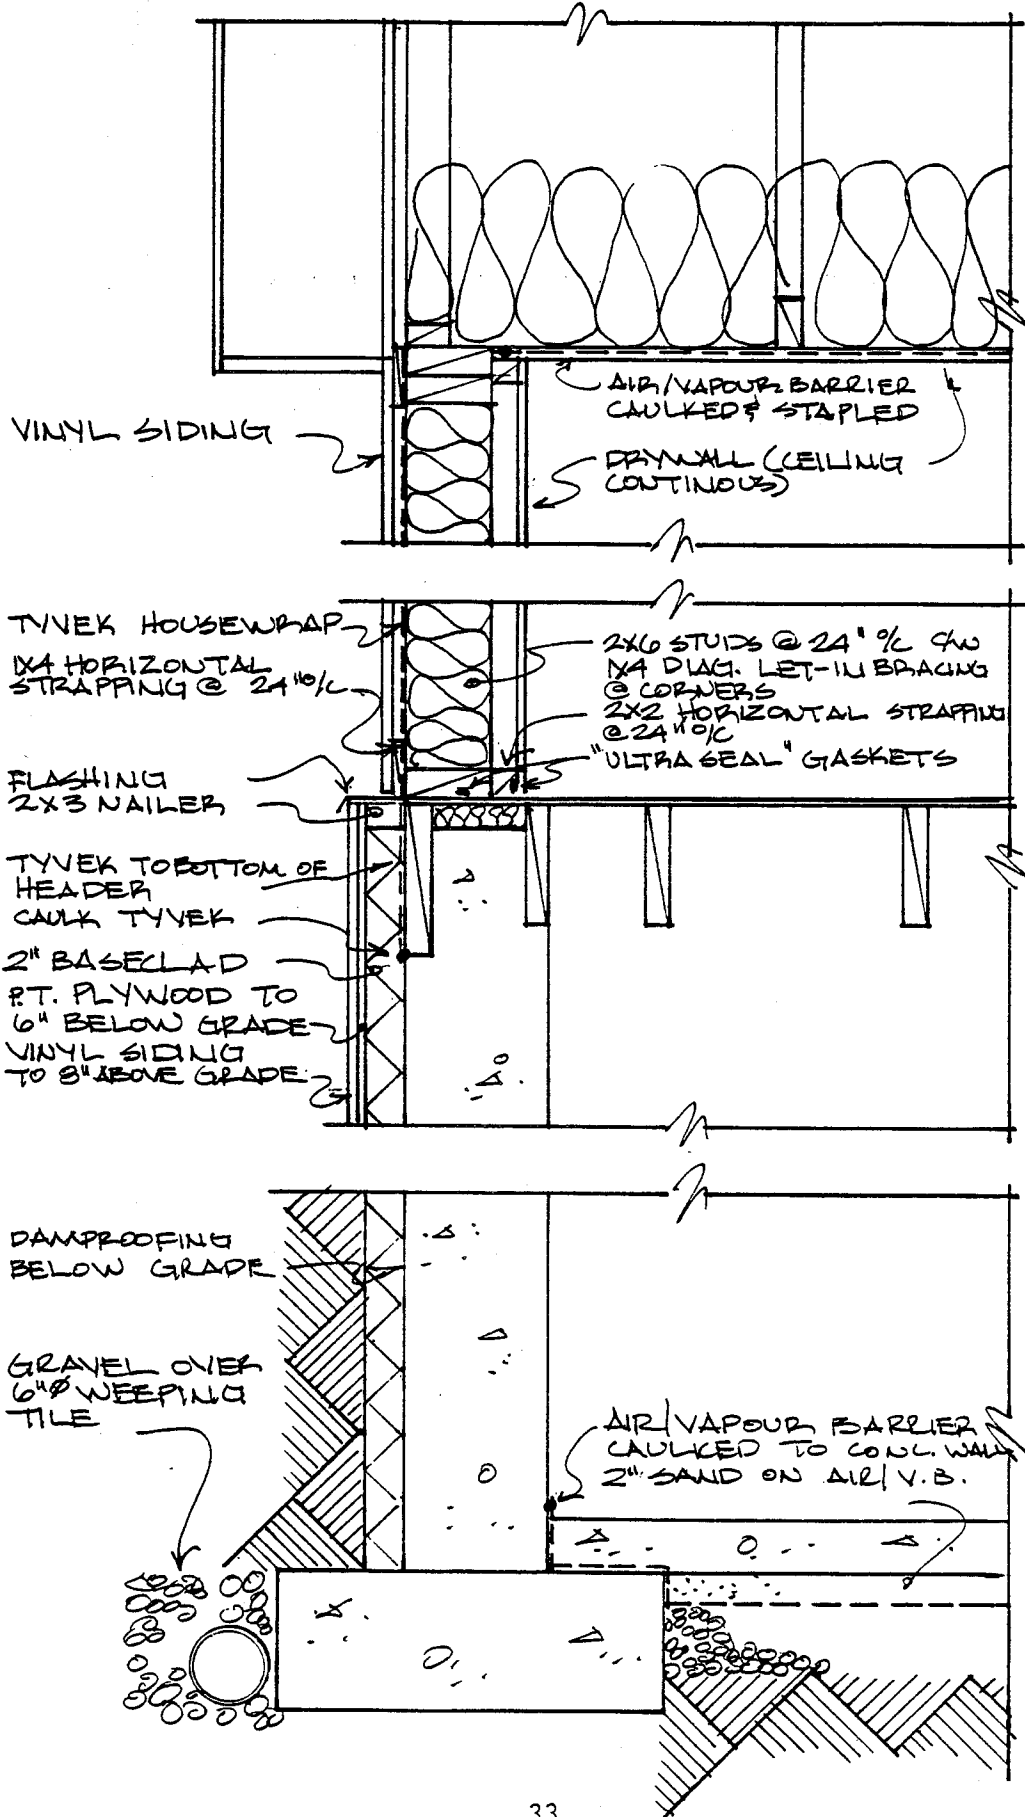 AIR/VAPOUR BARRIER
CAULKED & STAPLED
VINYL SIDING
DRYWALL (CEILING
CONTINOUS)
TYVEK HOUSEWRAP
1X4 HORIZONTAL
STRAPPING @ 24" O/C
2X6 STUDS @ 24" O/C C/W
1X4 DIAG. LET-IN BRACING
@ CORNERS
2X2 HORIZONTAL STRAPPING
@ 24" O/C
"ULTRA SEAL" GASKETS
FLASHING
2X3 NAILER
TYVEK TO BOTTOM OF
HEADER
CAULK TYVEK
2" BASECLAD
P.T. PLYWOOD TO
6" BELOW GRADE
VINYL SIDING
TO 8" ABOVE GRADE
DAMPROOFING
BELOW GRADE
GRAVEL OVER
6"Ø WEEPING
TILE
AIR/VAPOUR BARRIER
CAULKED TO CONC. WALL
2" SAND ON AIR/V.B.
33